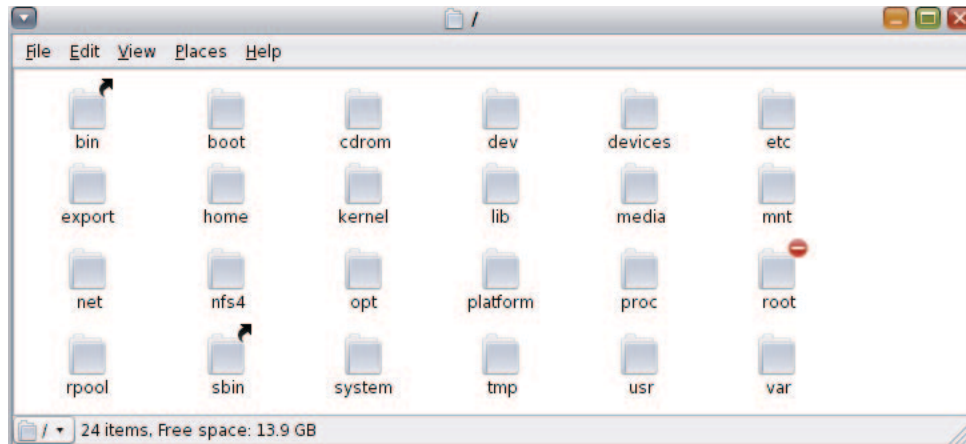 /
File Edit View Places Help
bin boot cdrom dev devices etc
export home kernel lib media mnt
net nfs4 opt platform proc root
rpool sbin system tmp usr var
/ 24 items, Free space: 13.9 GB